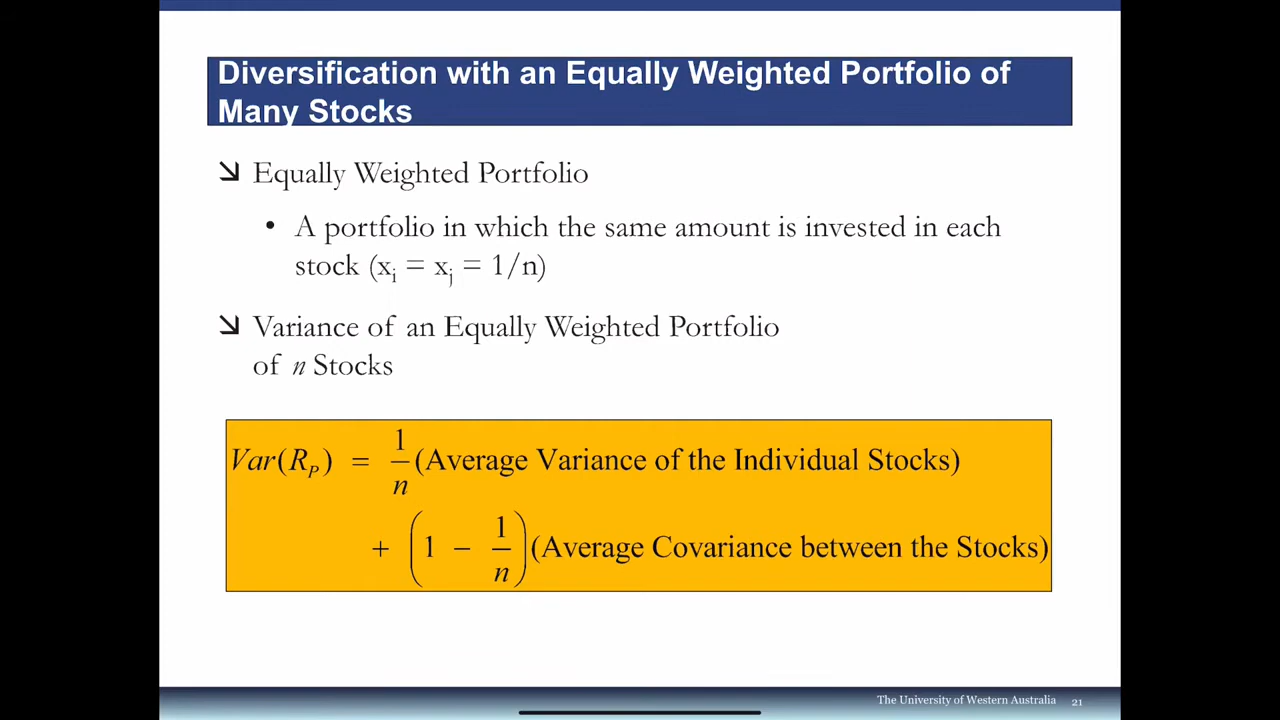 Diversification with an Equally Weighted Portfolio of
Many Stocks
Equally Weighted Portfolio
• A portfolio in which the same amount is invested in each
stock (xi = xj = 1/n)
Variance of an Equally Weighted Portfolio
of n Stocks
Var(RP) = 1/n (Average Variance of the Individual Stocks)
+ (1 − 1/n) (Average Covariance between the Stocks)
The University of Western Australia 21